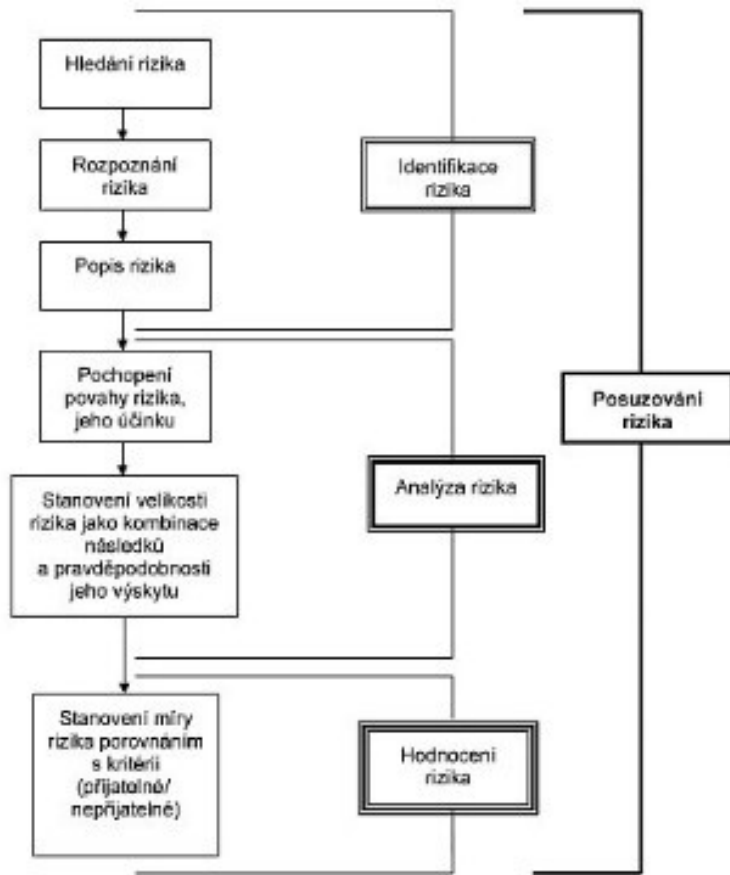 Hledání rizika
Rozpoznání
rizika
Identifikace
rizika
Popis rizika
Pochopení
povahy rizika,
jeho účinku
Posuzování
rizika
Stanovení velikosti
rizika jako kombinace
následků
a pravděpodobnosti
jeho výskytu
Analýza rizika
Stanovení míry
rizika porovnáním
s kritérii
(přijatelné/
nepřijatelné)
Hodnocení
rizika